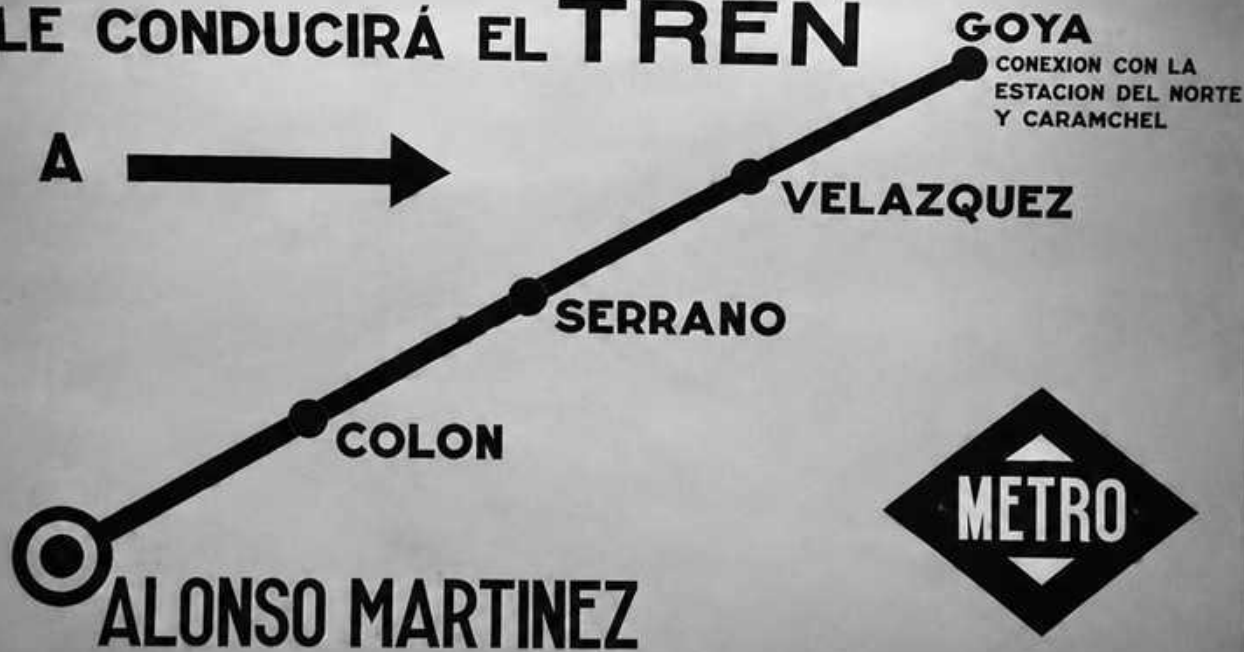 LE CONDUCIRÁ EL TREN
GOYA
CONEXION CON LA
ESTACION DEL NORTE
Y CARAMCHEL
A
VELAZQUEZ
SERRANO
COLON
METRO
ALONSO MARTINEZ